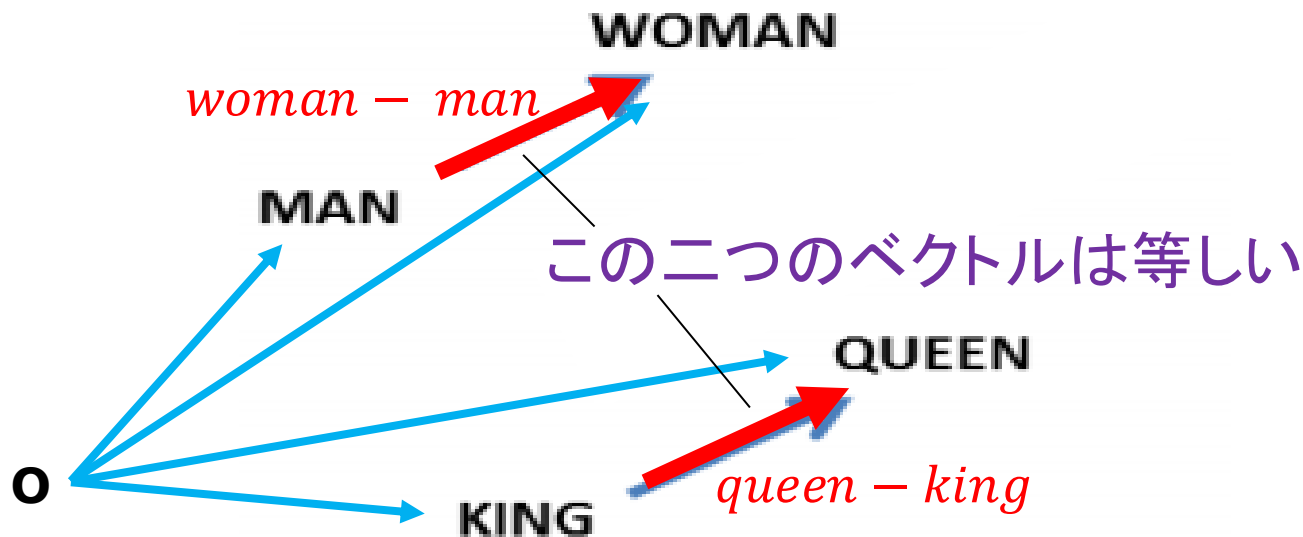 WOMAN
woman − man
MAN
この二つのベクトルは等しい
QUEEN
O
queen − king
KING